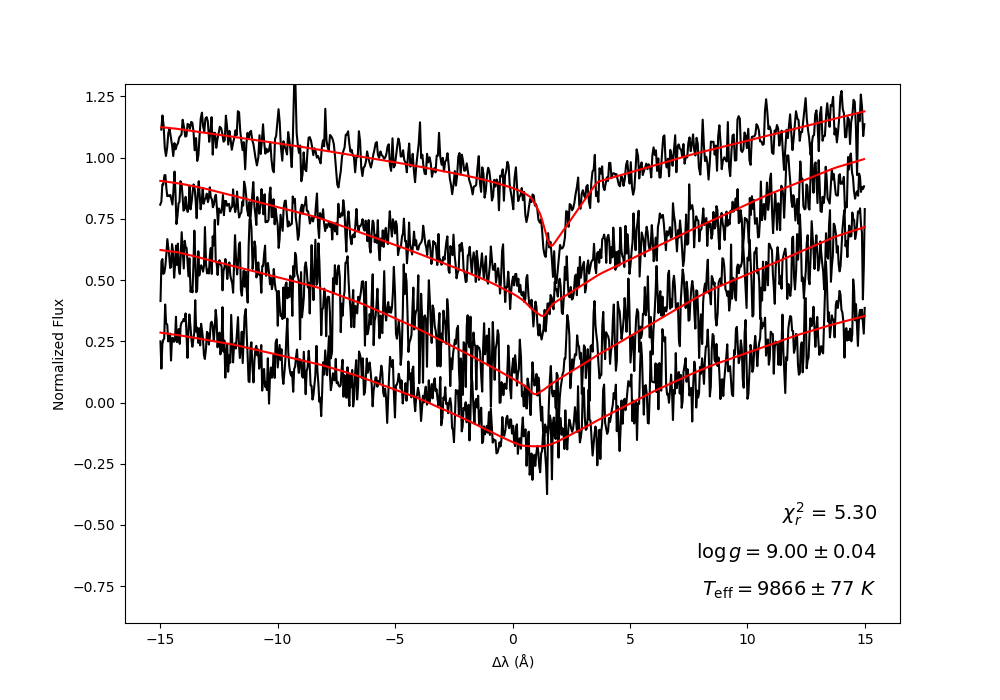 Normalized Flux
1.25
1.00
0.75
0.50
0.25
0.00
−0.25
−0.50
−0.75
χ²ᵣ = 5.30
log g = 9.00 ± 0.04
T_eff = 9866 ± 77 K
−15 −10 −5 0 5 10 15
Δλ (Å)